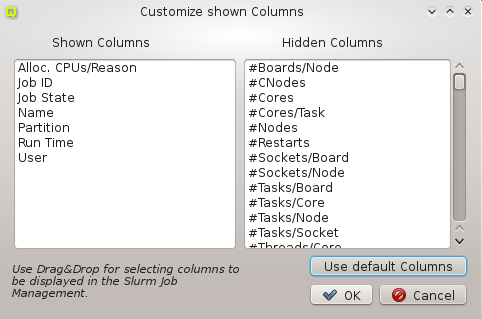 Customize shown Columns
Shown Columns
Hidden Columns
Alloc. CPUs/Reason
Job ID
Job State
Name
Partition
Run Time
User
#Boards/Node
#CNodes
#Cores
#Cores/Task
#Nodes
#Restarts
#Sockets/Board
#Sockets/Node
#Tasks/Board
#Tasks/Core
#Tasks/Node
#Tasks/Socket
#Threads/Core
Use Drag&Drop for selecting columns to
be displayed in the Slurm Job
Management.
Use default Columns
OK
Cancel